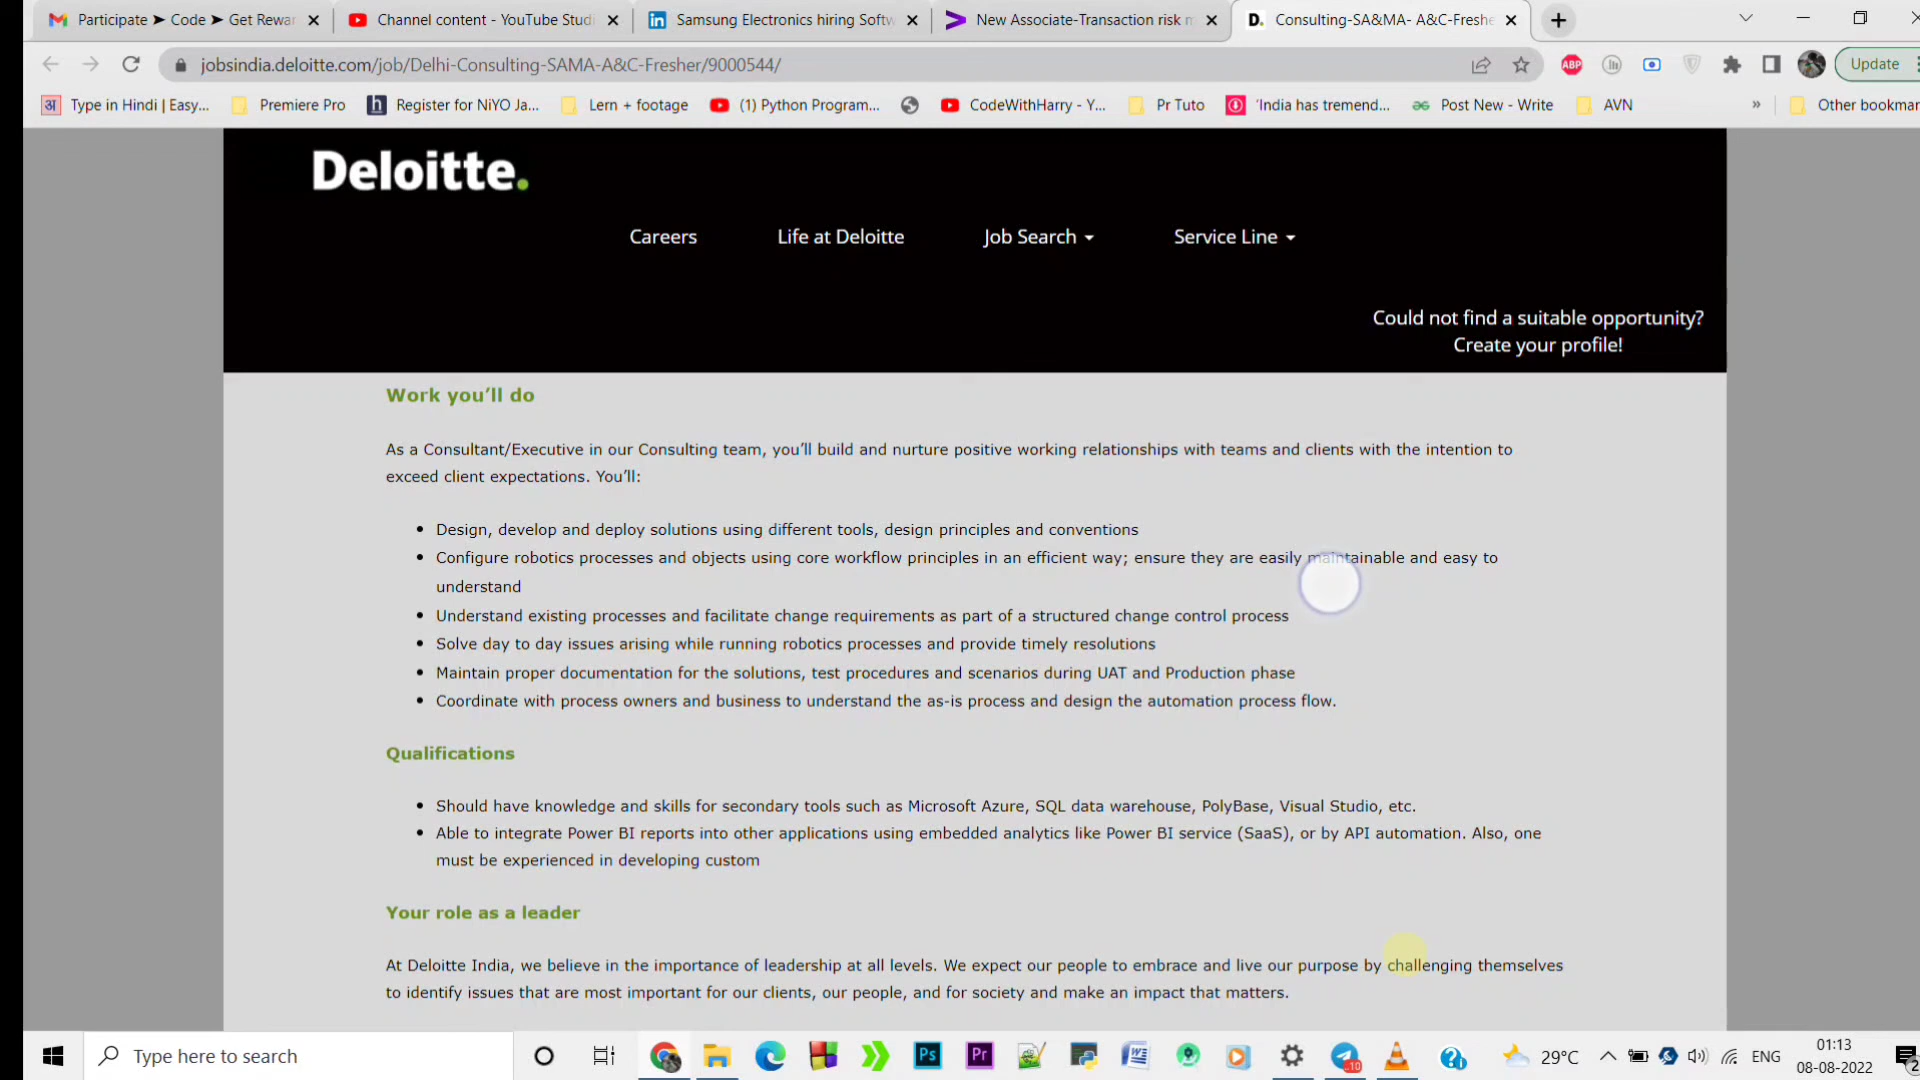 Participate ➤ Code ➤ Get Rewa
Channel content - YouTube Studi
Samsung Electronics hiring Softw
New Associate-Transaction risk m
Consulting-SA&MA- A&C-Freshe
jobsindia.deloitte.com/job/Delhi-Consulting-SAMA-A&C-Fresher/9000544/
ABP
Update
अ Type in Hindi | Easy...
Premiere Pro
Register for NiYO Ja...
Lern + footage
(1) Python Program...
CodeWithHarry - Y...
Pr Tuto
'India has tremend...
Post New - Write
AVN
»
Other bookmar
Deloitte.
Careers
Life at Deloitte
Job Search
Service Line
Could not find a suitable opportunity?
Create your profile!
Work you'll do
As a Consultant/Executive in our Consulting team, you'll build and nurture positive working relationships with teams and clients with the intention to
exceed client expectations. You'll:
• Design, develop and deploy solutions using different tools, design principles and conventions
• Configure robotics processes and objects using core workflow principles in an efficient way; ensure they are easily maintainable and easy to
understand
• Understand existing processes and facilitate change requirements as part of a structured change control process
• Solve day to day issues arising while running robotics processes and provide timely resolutions
• Maintain proper documentation for the solutions, test procedures and scenarios during UAT and Production phase
• Coordinate with process owners and business to understand the as-is process and design the automation process flow.
Qualifications
• Should have knowledge and skills for secondary tools such as Microsoft Azure, SQL data warehouse, PolyBase, Visual Studio, etc.
• Able to integrate Power BI reports into other applications using embedded analytics like Power BI service (SaaS), or by API automation. Also, one
must be experienced in developing custom
Your role as a leader
At Deloitte India, we believe in the importance of leadership at all levels. We expect our people to embrace and live our purpose by challenging themselves
to identify issues that are most important for our clients, our people, and for society and make an impact that matters.
Type here to search
Ps
Pr
29°C
ENG
01:13
08-08-2022